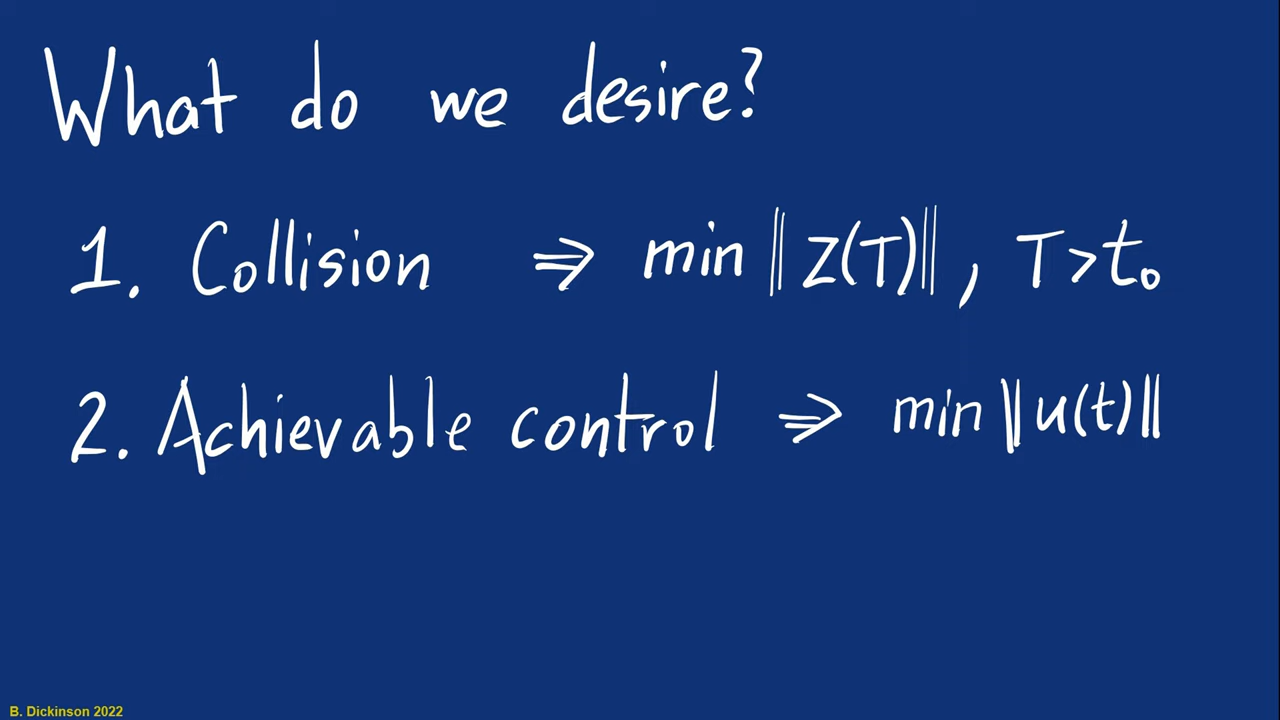 What do we desire?
1. Collision ⇒ min ‖Z(T)‖, T>t₀
2. Achievable control ⇒ min ‖u(t)‖
B. Dickinson 2022